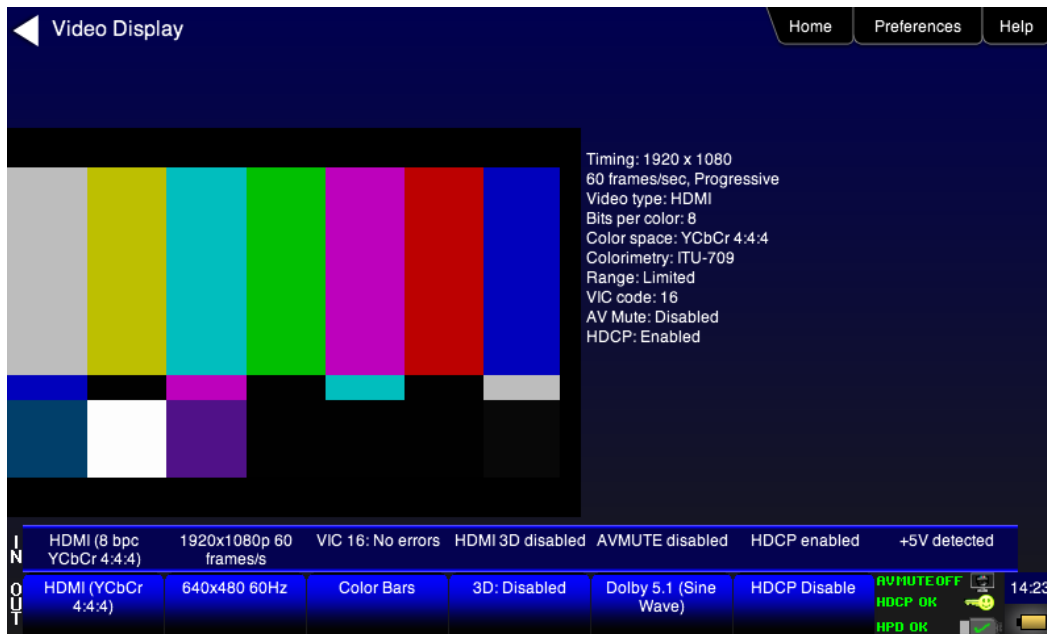 Video Display
Home
Preferences
Help
Timing: 1920 x 1080
60 frames/sec, Progressive
Video type: HDMI
Bits per color: 8
Color space: YCbCr 4:4:4
Colorimetry: ITU-709
Range: Limited
VIC code: 16
AV Mute: Disabled
HDCP: Enabled
IN
HDMI (8 bpc
YCbCr 4:4:4)
1920x1080p 60
frames/s
VIC 16: No errors
HDMI 3D disabled
AVMUTE disabled
HDCP enabled
+5V detected
OUT
HDMI (YCbCr
4:4:4)
640x480 60Hz
Color Bars
3D: Disabled
Dolby 5.1 (Sine
Wave)
HDCP Disable
AVMUTEOFF
HDCP OK
HPD OK
14:23